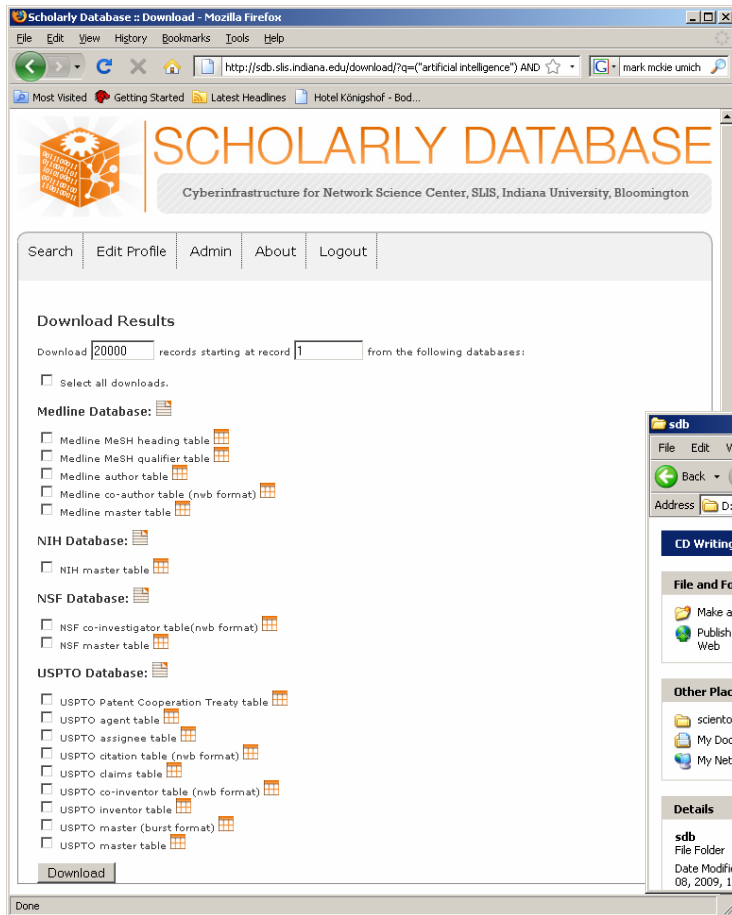 Scholarly Database :: Download - Mozilla Firefox
File Edit View History Bookmarks Tools Help
http://sdb.slis.indiana.edu/download/?q=("artificial intelligence") AND
mark mckie umich
Most Visited Getting Started Latest Headlines Hotel Königshof - Bod...
SCHOLARLY DATABASE
Cyberinfrastructure for Network Science Center, SLIS, Indiana University, Bloomington
Search Edit Profile Admin About Logout
Download Results
Download 20000 records starting at record 1 from the following databases:
Select all downloads.
Medline Database:
Medline MeSH heading table
Medline MeSH qualifier table
Medline author table
Medline co-author table (nwb format)
Medline master table
NIH Database:
NIH master table
NSF Database:
NSF co-investigator table(nwb format)
NSF master table
USPTO Database:
USPTO Patent Cooperation Treaty table
USPTO agent table
USPTO assignee table
USPTO citation table (nwb format)
USPTO claims table
USPTO co-inventor table (nwb format)
USPTO inventor table
USPTO master (burst format)
USPTO master table
Download
Done
sdb
File Edit V
Back
Address D:
CD Writing
File and Fo
Make a
Publish
Web
Other Plac
sciento
My Doc
My Net
Details
sdb
File Folder
Date Modifie
08, 2009, 1